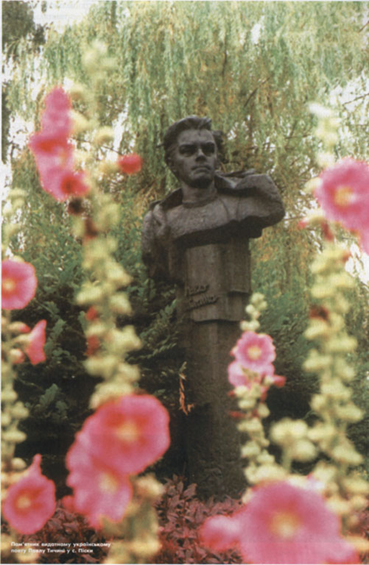 Пам'ятник видатному українському
поету Павлу Тичині у с. Піски